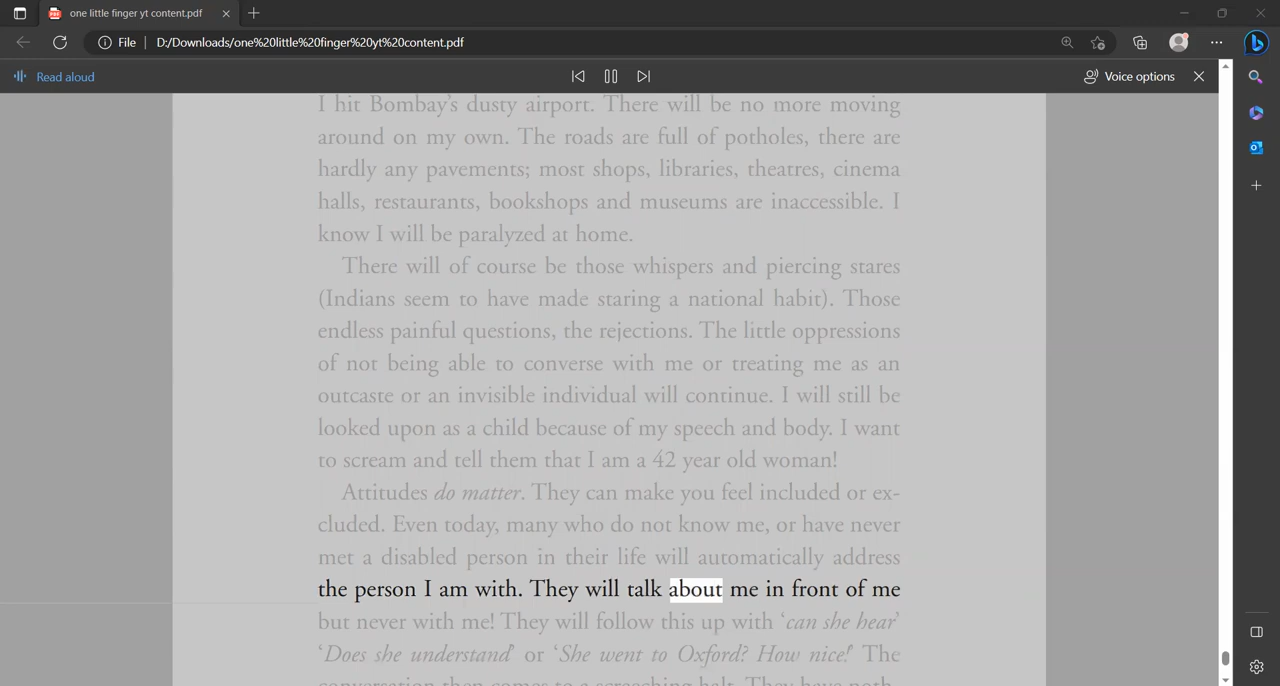 one little finger yt content.pdf
File D:/Downloads/one%20little%20finger%20yt%20content.pdf
Read aloud
Voice options
I hit Bombay's dusty airport. There will be no more moving
around on my own. The roads are full of potholes, there are
hardly any pavements; most shops, libraries, theatres, cinema
halls, restaurants, bookshops and museums are inaccessible. I
know I will be paralyzed at home.
There will of course be those whispers and piercing stares
(Indians seem to have made staring a national habit). Those
endless painful questions, the rejections. The little oppressions
of not being able to converse with me or treating me as an
outcaste or an invisible individual will continue. I will still be
looked upon as a child because of my speech and body. I want
to scream and tell them that I am a 42 year old woman!
Attitudes do matter. They can make you feel included or ex-
cluded. Even today, many who do not know me, or have never
met a disabled person in their life will automatically address
the person I am with. They will talk about me in front of me
but never with me! They will follow this up with 'can she hear'
'Does she understand' or 'She went to Oxford? How nice!' The
conversation then comes to a screeching halt. They have noth-